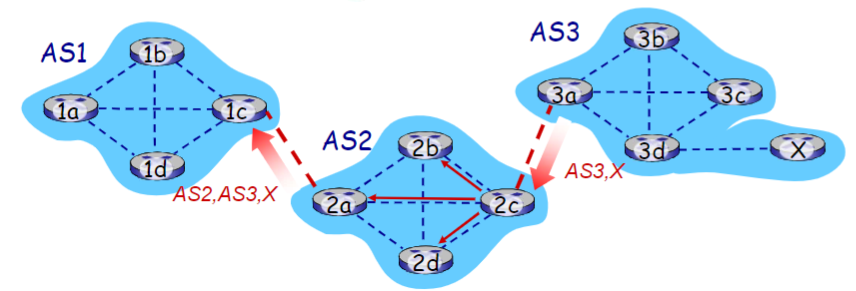 AS1
1b
1a
1c
1d
AS2,AS3,X
AS2
2b
2a
2c
2d
AS3,X
AS3
3b
3a
3c
3d
X